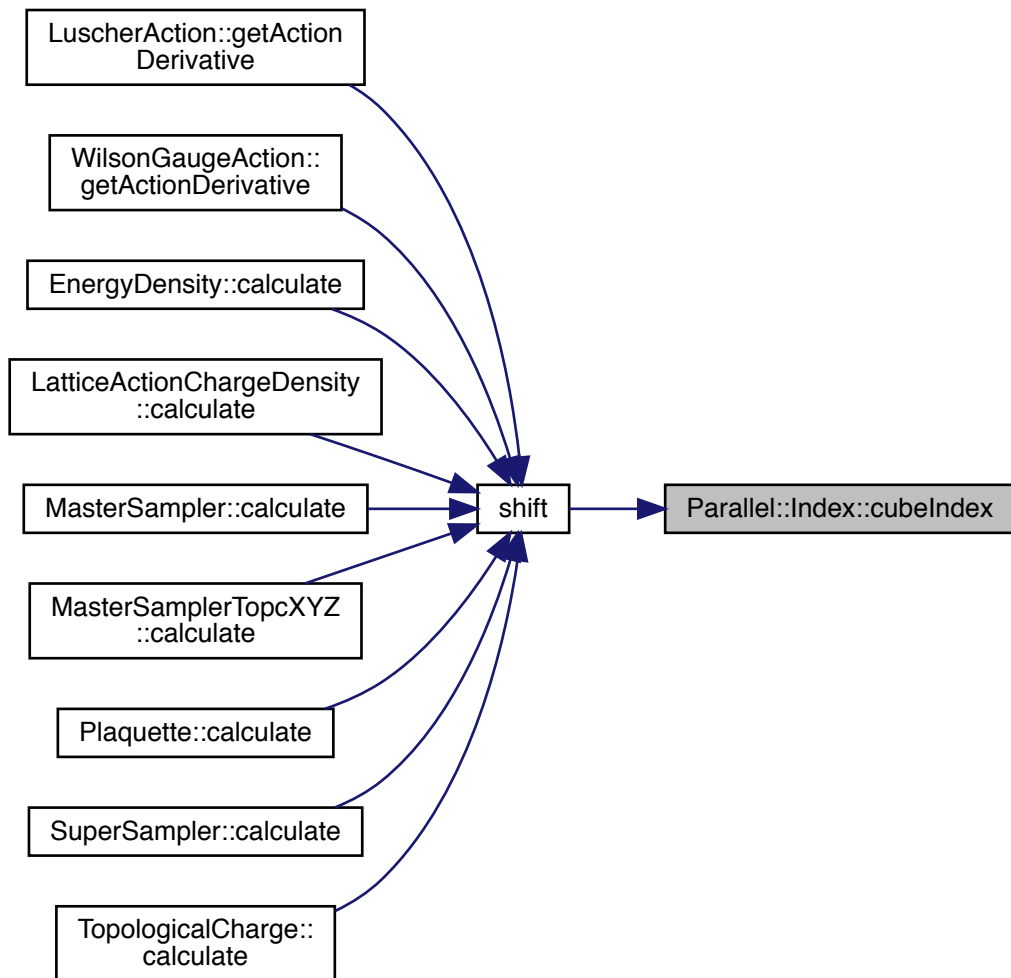 LuscherAction::getAction
Derivative
WilsonGaugeAction::
getActionDerivative
EnergyDensity::calculate
LatticeActionChargeDensity
::calculate
MasterSampler::calculate
shift
Parallel::Index::cubeIndex
MasterSamplerTopcXYZ
::calculate
Plaquette::calculate
SuperSampler::calculate
TopologicalCharge::
calculate